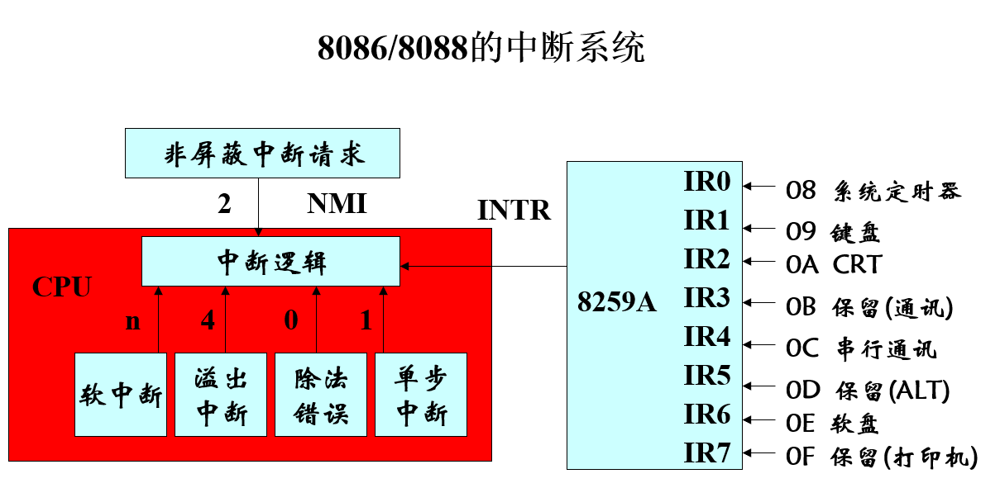 8086/8088的中断系统
非屏蔽中断请求
2
NMI
INTR
CPU
中断逻辑
n
4
0
1
软中断
溢出
中断
除法
错误
单步
中断
8259A
IR0
08 系统定时器
IR1
09 键盘
IR2
0A CRT
IR3
0B 保留(通讯)
IR4
0C 串行通讯
IR5
0D 保留(ALT)
IR6
0E 软盘
IR7
0F 保留(打印机)